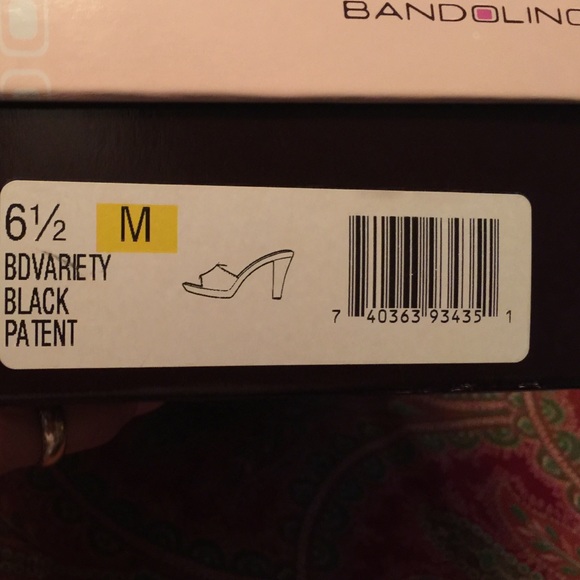 BANDOLINO
6½ M
BDVARIETY
BLACK
PATENT
7 40363 93435 1